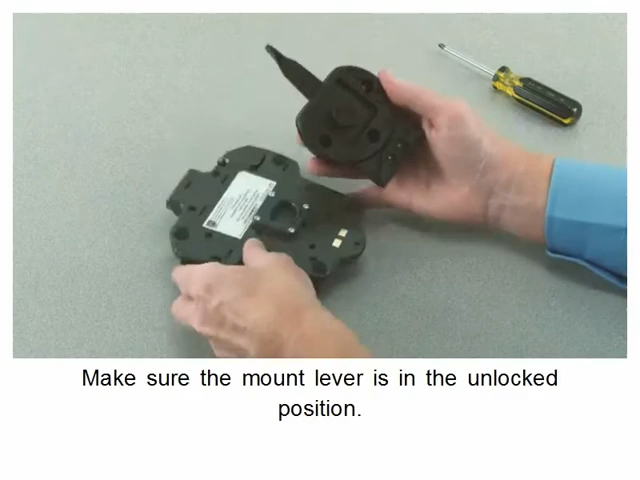 Make sure the mount lever is in the unlocked
position.